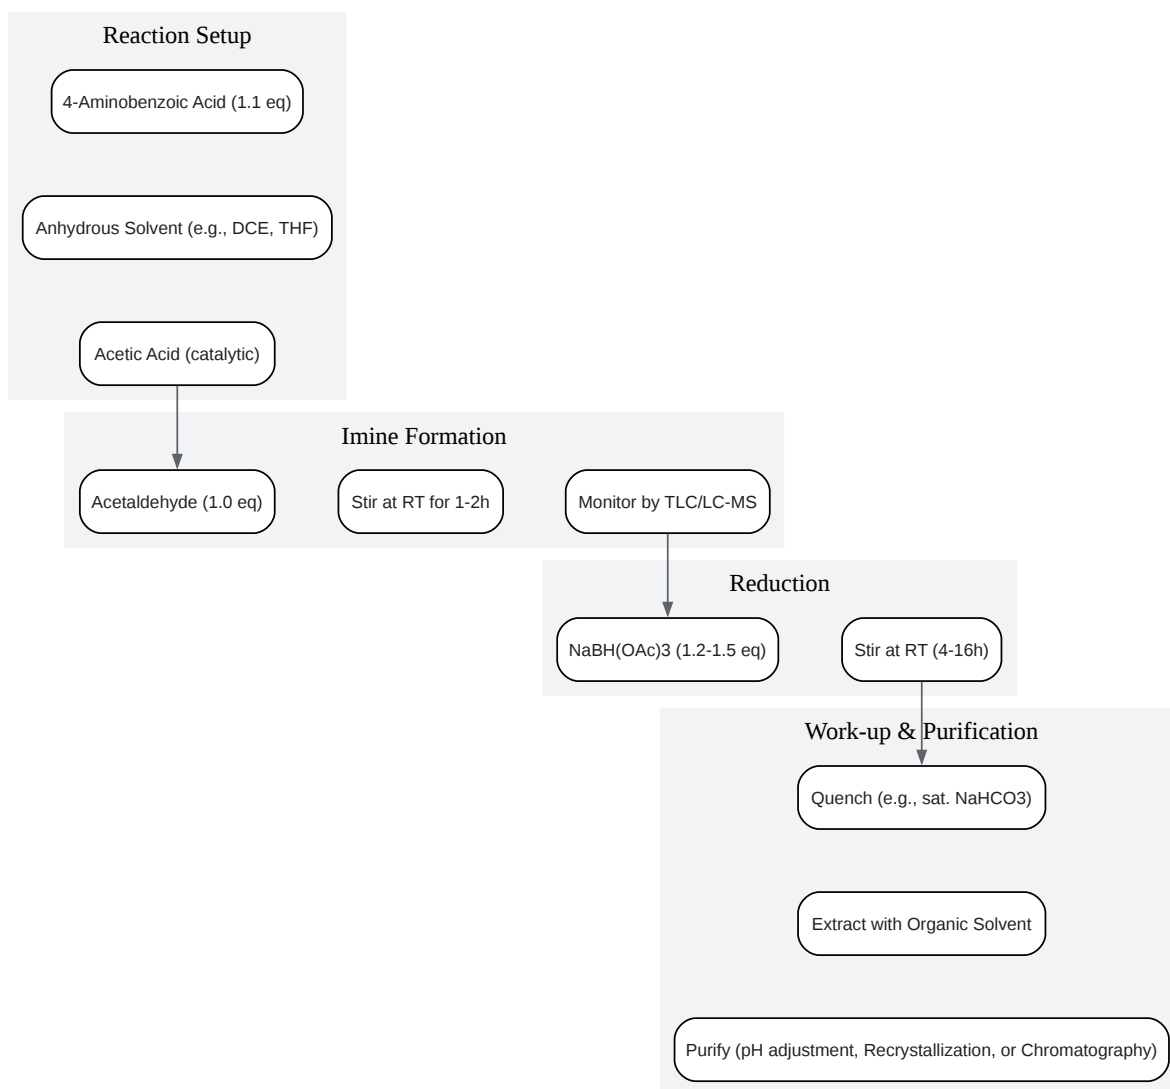 Reaction Setup
4-Aminobenzoic Acid (1.1 eq)
Anhydrous Solvent (e.g., DCE, THF)
Acetic Acid (catalytic)
Imine Formation
Acetaldehyde (1.0 eq)
Stir at RT for 1-2h
Monitor by TLC/LC-MS
Reduction
NaBH(OAc)3 (1.2-1.5 eq)
Stir at RT (4-16h)
Work-up & Purification
Quench (e.g., sat. NaHCO3)
Extract with Organic Solvent
Purify (pH adjustment, Recrystallization, or Chromatography)